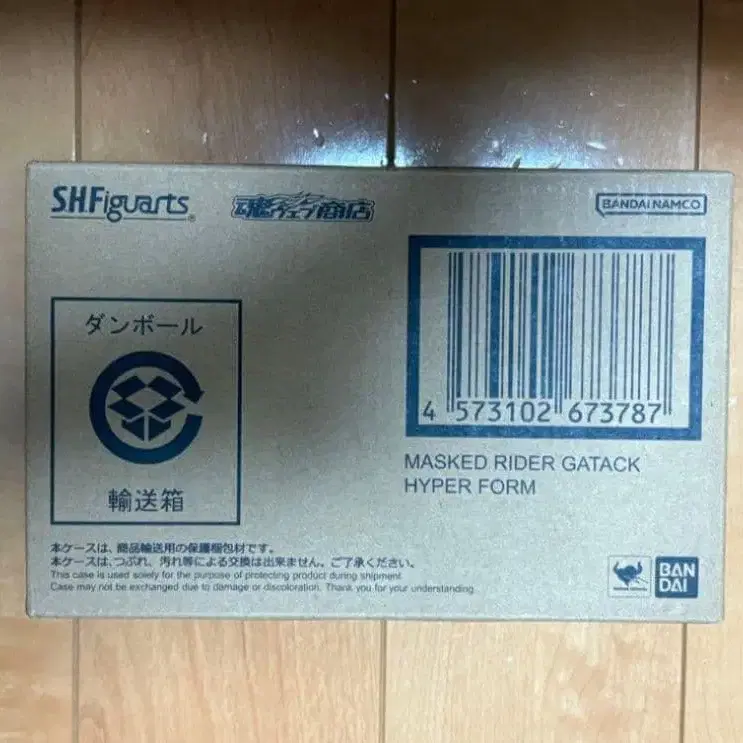 S.H.Figuarts
魂ウェブ商店
BANDAI NAMCO
ダンボール
輸送箱
4 573102 673787
MASKED RIDER GATACK
HYPER FORM
本ケースは、商品輸送用の保護梱包材です。
本ケースは、つぶれ、汚れ等による交換は出来ません。ご了承ください。
This case is used solely for the purpose of protecting product during shipment
Case may not be exchanged due to damage or discoloration. Thank you for your understanding
BAN
DAI